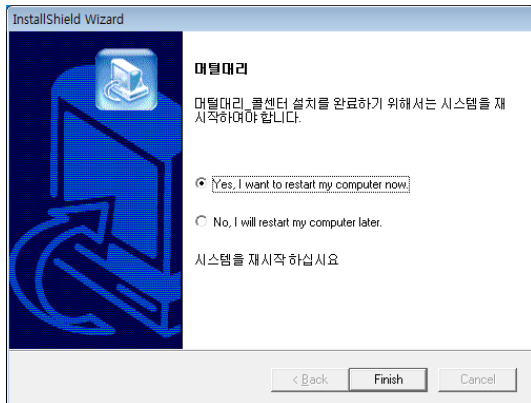 InstallShield Wizard
머털대리
머털대리_콜센터 설치를 완료하기 위해서는 시스템을 재
시작하여야 합니다.
Yes, I want to restart my computer now.
No, I will restart my computer later.
시스템을 재시작 하십시요
< Back
Finish
Cancel